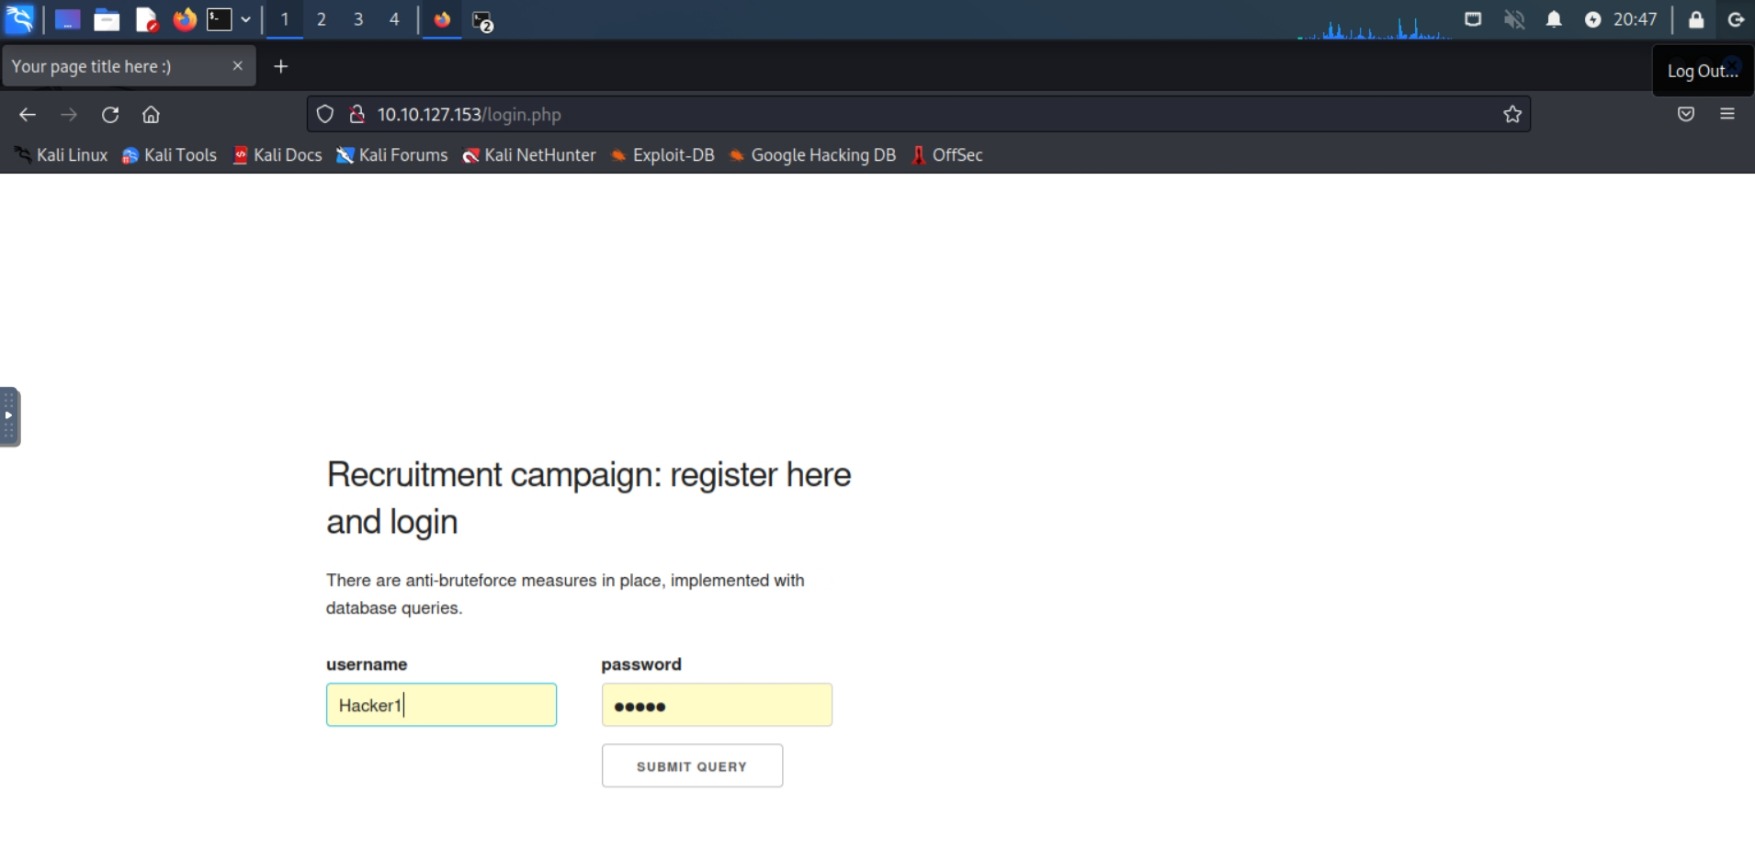 1 2 3 4 2 20:47
Your page title here :)
Log Out...
10.10.127.153/login.php
Kali Linux Kali Tools Kali Docs Kali Forums Kali NetHunter Exploit-DB Google Hacking DB OffSec
Recruitment campaign: register here
and login
There are anti-bruteforce measures in place, implemented with
database queries.
username password
Hacker1
SUBMIT QUERY